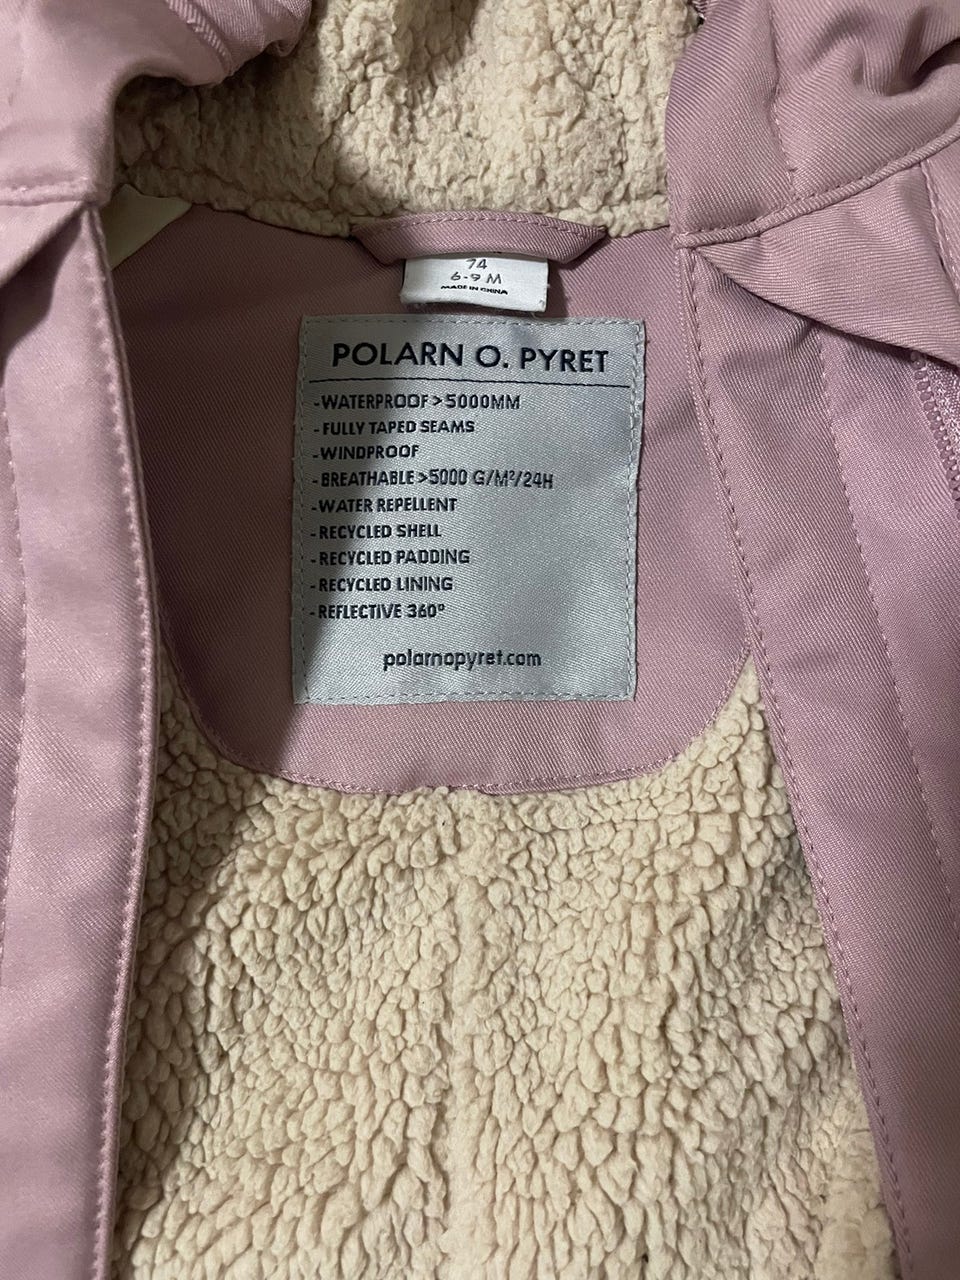 74
6-9 M
MADE IN CHINA
POLARN O. PYRET
-WATERPROOF >5000MM
-FULLY TAPED SEAMS
-WINDPROOF
-BREATHABLE >5000 G/M²/24H
-WATER REPELLENT
-RECYCLED SHELL
-RECYCLED PADDING
-RECYCLED LINING
-REFLECTIVE 360°
polarnopyret.com